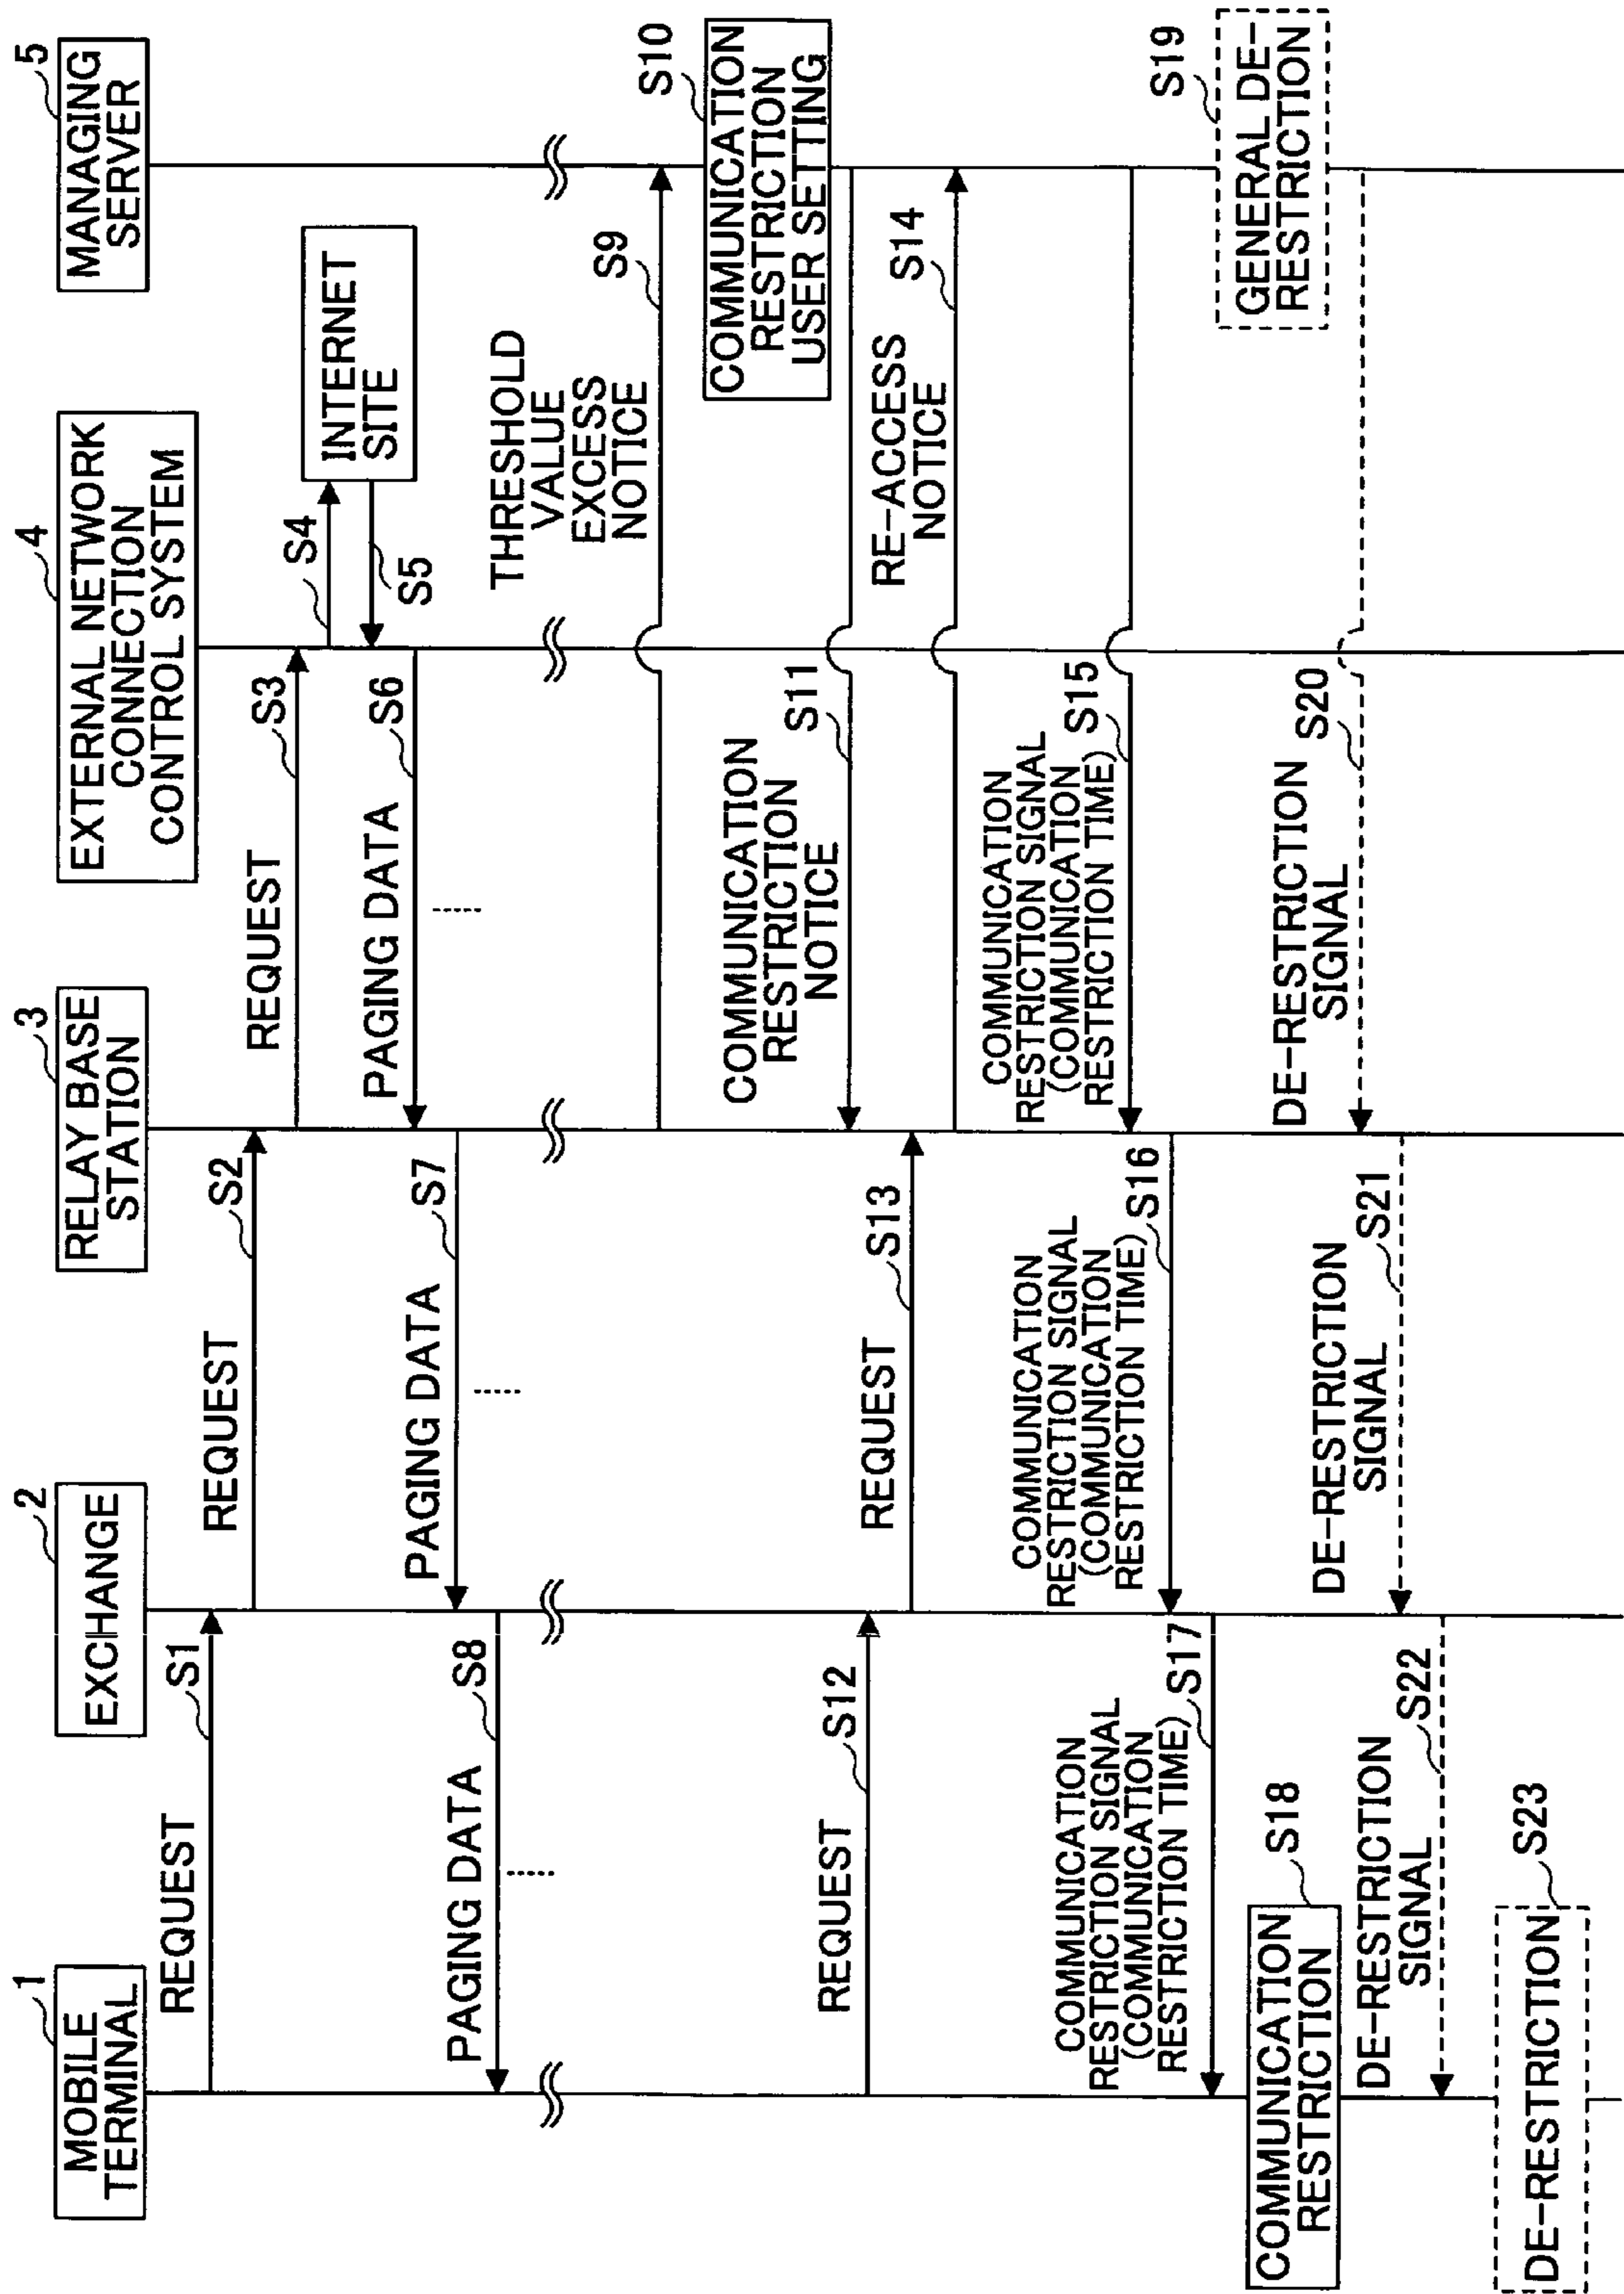 1
MOBILE
TERMINAL
2
EXCHANGE
3
RELAY BASE
STATION
4
EXTERNAL NETWORK
CONNECTION
CONTROL SYSTEM
5
MANAGING
SERVER
REQUEST
S1
REQUEST
S2
REQUEST
S3
S4
INTERNET
SITE
S5
PAGING DATA
S6
PAGING DATA
S7
PAGING DATA
S8
THRESHOLD
VALUE
EXCESS
NOTICE
S9
S10
COMMUNICATION
RESTRICTION
USER SETTING
COMMUNICATION
RESTRICTION
NOTICE
S11
REQUEST
S12
REQUEST
S13
RE-ACCESS
NOTICE
S14
COMMUNICATION
RESTRICTION SIGNAL
(COMMUNICATION
RESTRICTION TIME)
S15
COMMUNICATION
RESTRICTION SIGNAL
(COMMUNICATION
RESTRICTION TIME)
S16
COMMUNICATION
RESTRICTION SIGNAL
(COMMUNICATION
RESTRICTION TIME)
S17
COMMUNICATION
RESTRICTION
S18
S19
GENERAL DE-
RESTRICTION
DE-RESTRICTION
SIGNAL
S20
DE-RESTRICTION
SIGNAL
S21
DE-RESTRICTION
SIGNAL
S22
DE-RESTRICTION
S23